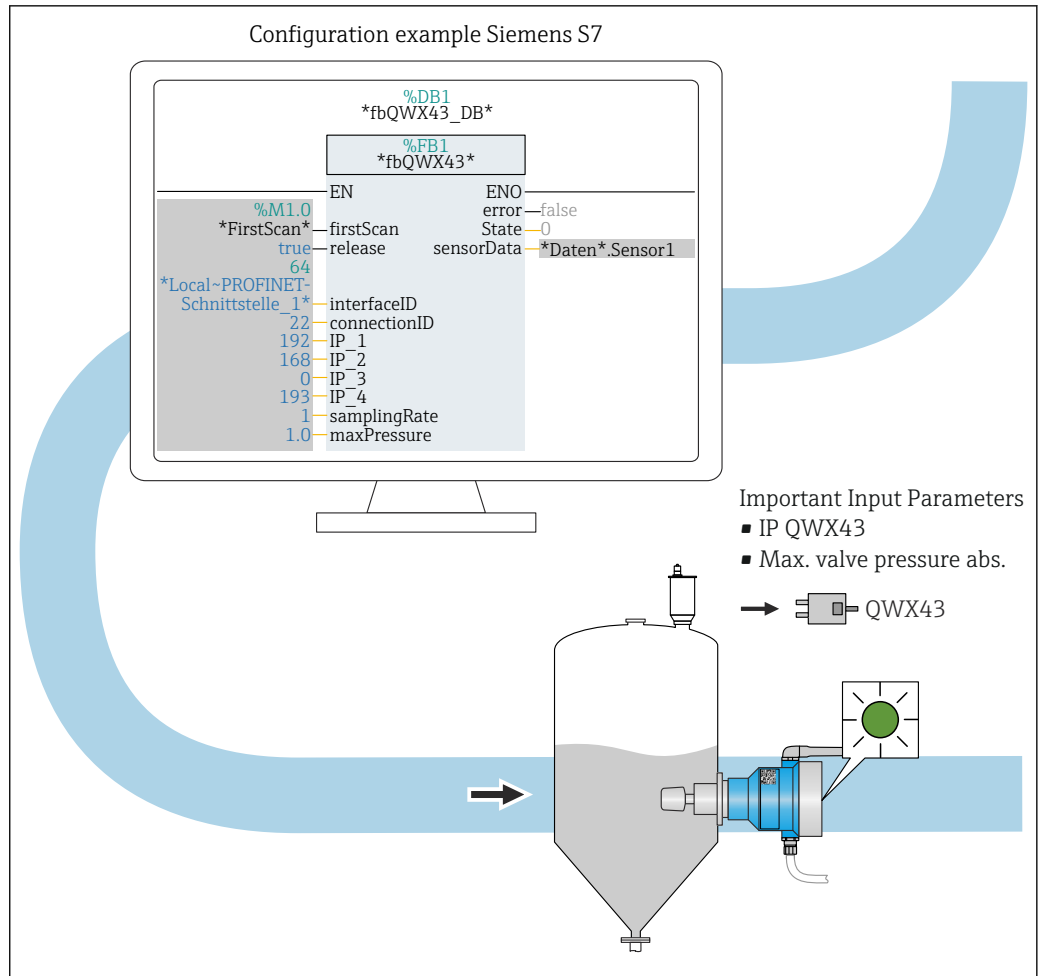 Configuration example Siemens S7
%DB1
*fbQWX43_DB*
%FB1
*fbQWX43*
EN ENO
%M1.0 error false
*FirstScan* firstScan State 0
true release sensorData *Daten*.Sensor1
64
*Local~PROFINET-
Schnittstelle_1* interfaceID
22 connectionID
192 IP_1
168 IP_2
0 IP_3
193 IP_4
1 samplingRate
1.0 maxPressure
Important Input Parameters
▪ IP QWX43
▪ Max. valve pressure abs.
QWX43